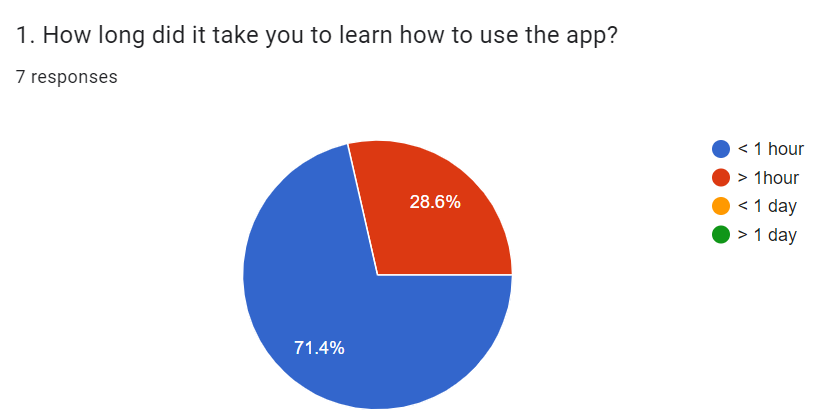 1. How long did it take you to learn how to use the app?
7 responses
28.6%
71.4%
< 1 hour
> 1hour
< 1 day
> 1 day